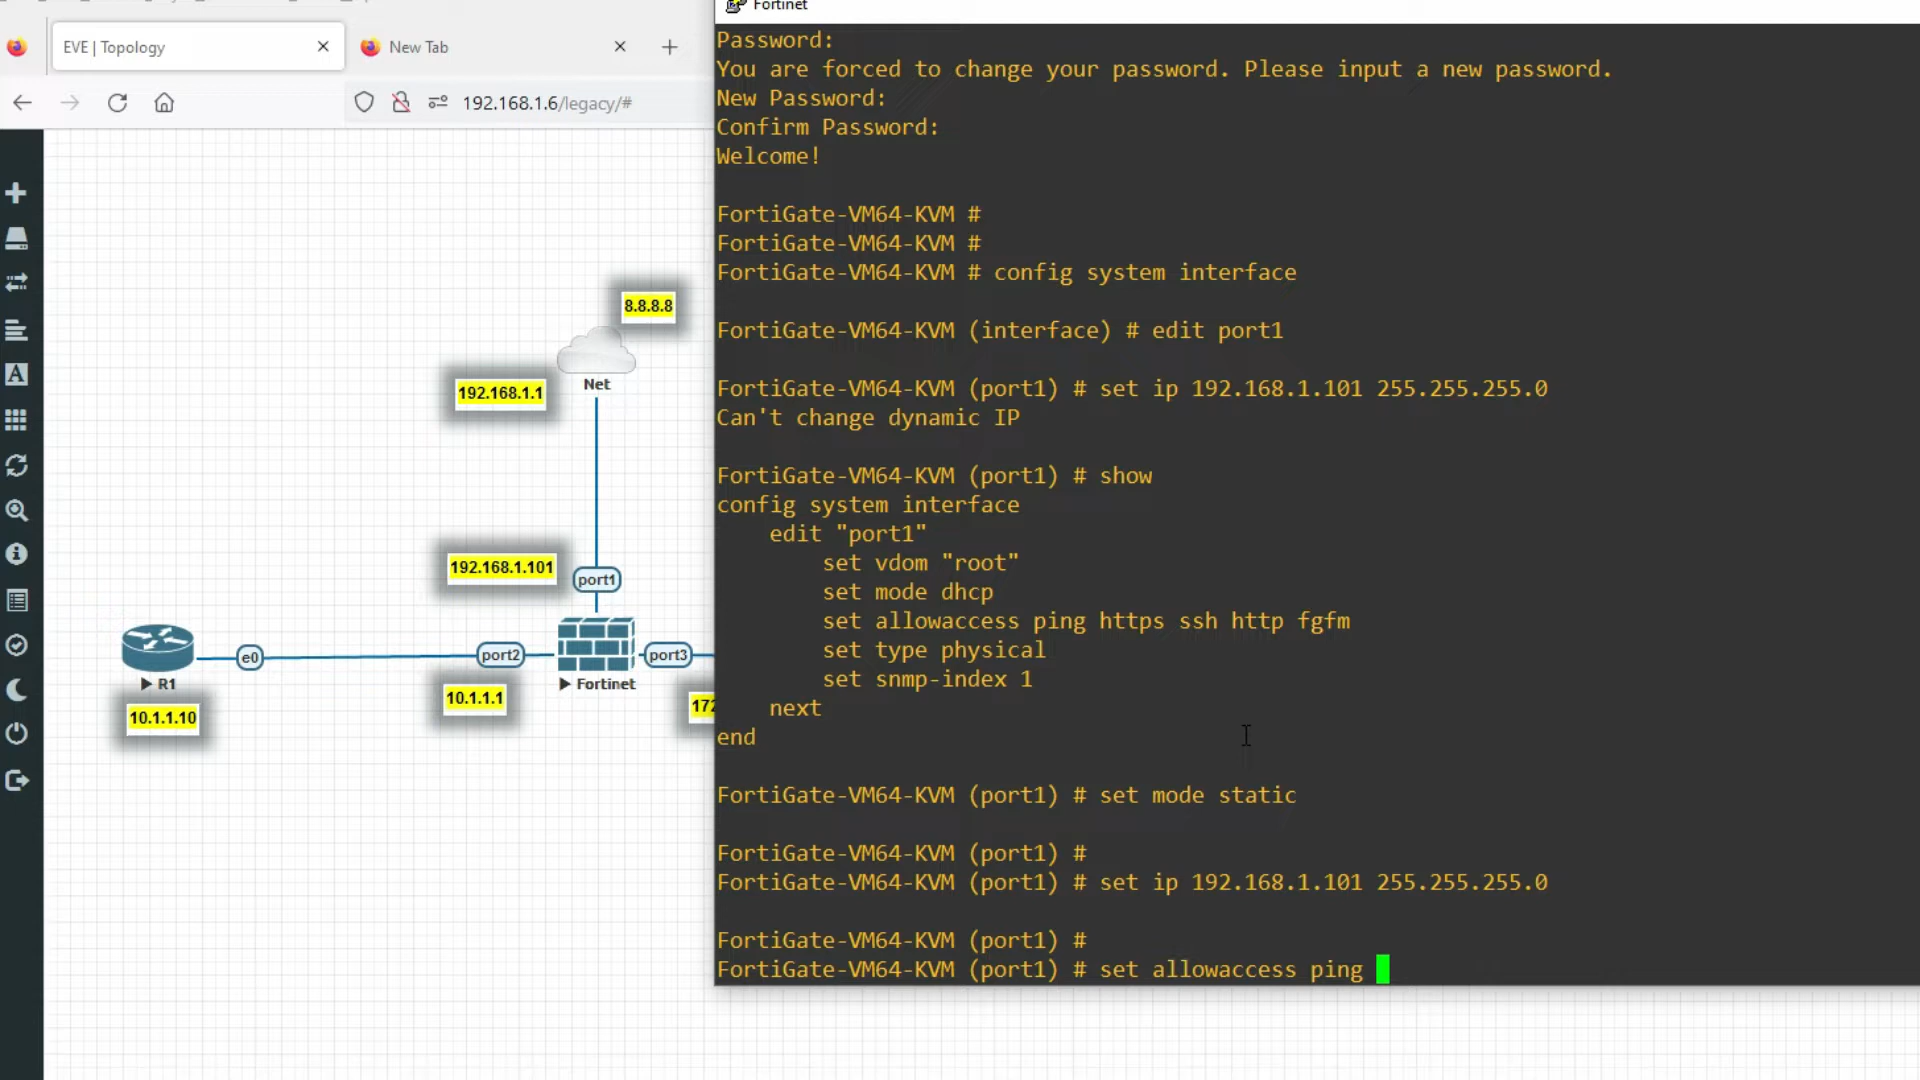 Fortinet
EVE | Topology
New Tab
192.168.1.6/legacy/#
8.8.8.8
Net
192.168.1.1
192.168.1.101
port1
e0
port2
port3
R1
Fortinet
10.1.1.10
10.1.1.1
172
Password:
You are forced to change your password. Please input a new password.
New Password:
Confirm Password:
Welcome!
FortiGate-VM64-KVM #
FortiGate-VM64-KVM #
FortiGate-VM64-KVM # config system interface
FortiGate-VM64-KVM (interface) # edit port1
FortiGate-VM64-KVM (port1) # set ip 192.168.1.101 255.255.255.0
Can't change dynamic IP
FortiGate-VM64-KVM (port1) # show
config system interface
edit "port1"
set vdom "root"
set mode dhcp
set allowaccess ping https ssh http fgfm
set type physical
set snmp-index 1
next
end
FortiGate-VM64-KVM (port1) # set mode static
FortiGate-VM64-KVM (port1) #
FortiGate-VM64-KVM (port1) # set ip 192.168.1.101 255.255.255.0
FortiGate-VM64-KVM (port1) #
FortiGate-VM64-KVM (port1) # set allowaccess ping